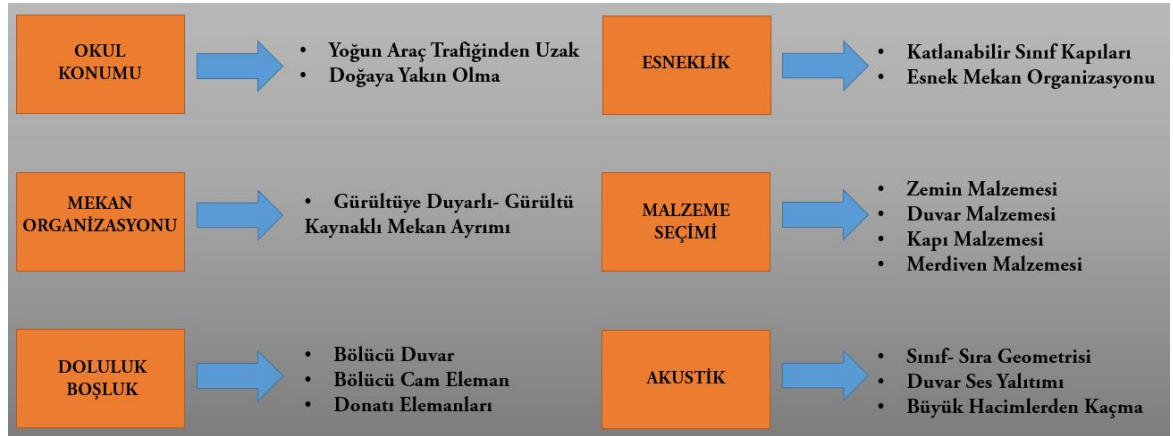 OKUL
KONUMU
• Yoğun Araç Trafiğinden Uzak
• Doğaya Yakın Olma
ESNEKLİK
• Katlanabilir Sınıf Kapıları
• Esnek Mekan Organizasyonu
MEKAN
ORGANİZASYONU
• Gürültüye Duyarlı- Gürültü
Kaynaklı Mekan Ayrımı
MALZEME
SEÇİMİ
• Zemin Malzemesi
• Duvar Malzemesi
• Kapı Malzemesi
• Merdiven Malzemesi
DOLULUK
BOŞLUK
• Bölücü Duvar
• Bölücü Cam Eleman
• Donatı Elemanları
AKUSTİK
• Sınıf- Sıra Geometrisi
• Duvar Ses Yalıtımı
• Büyük Hacimlerden Kaçma